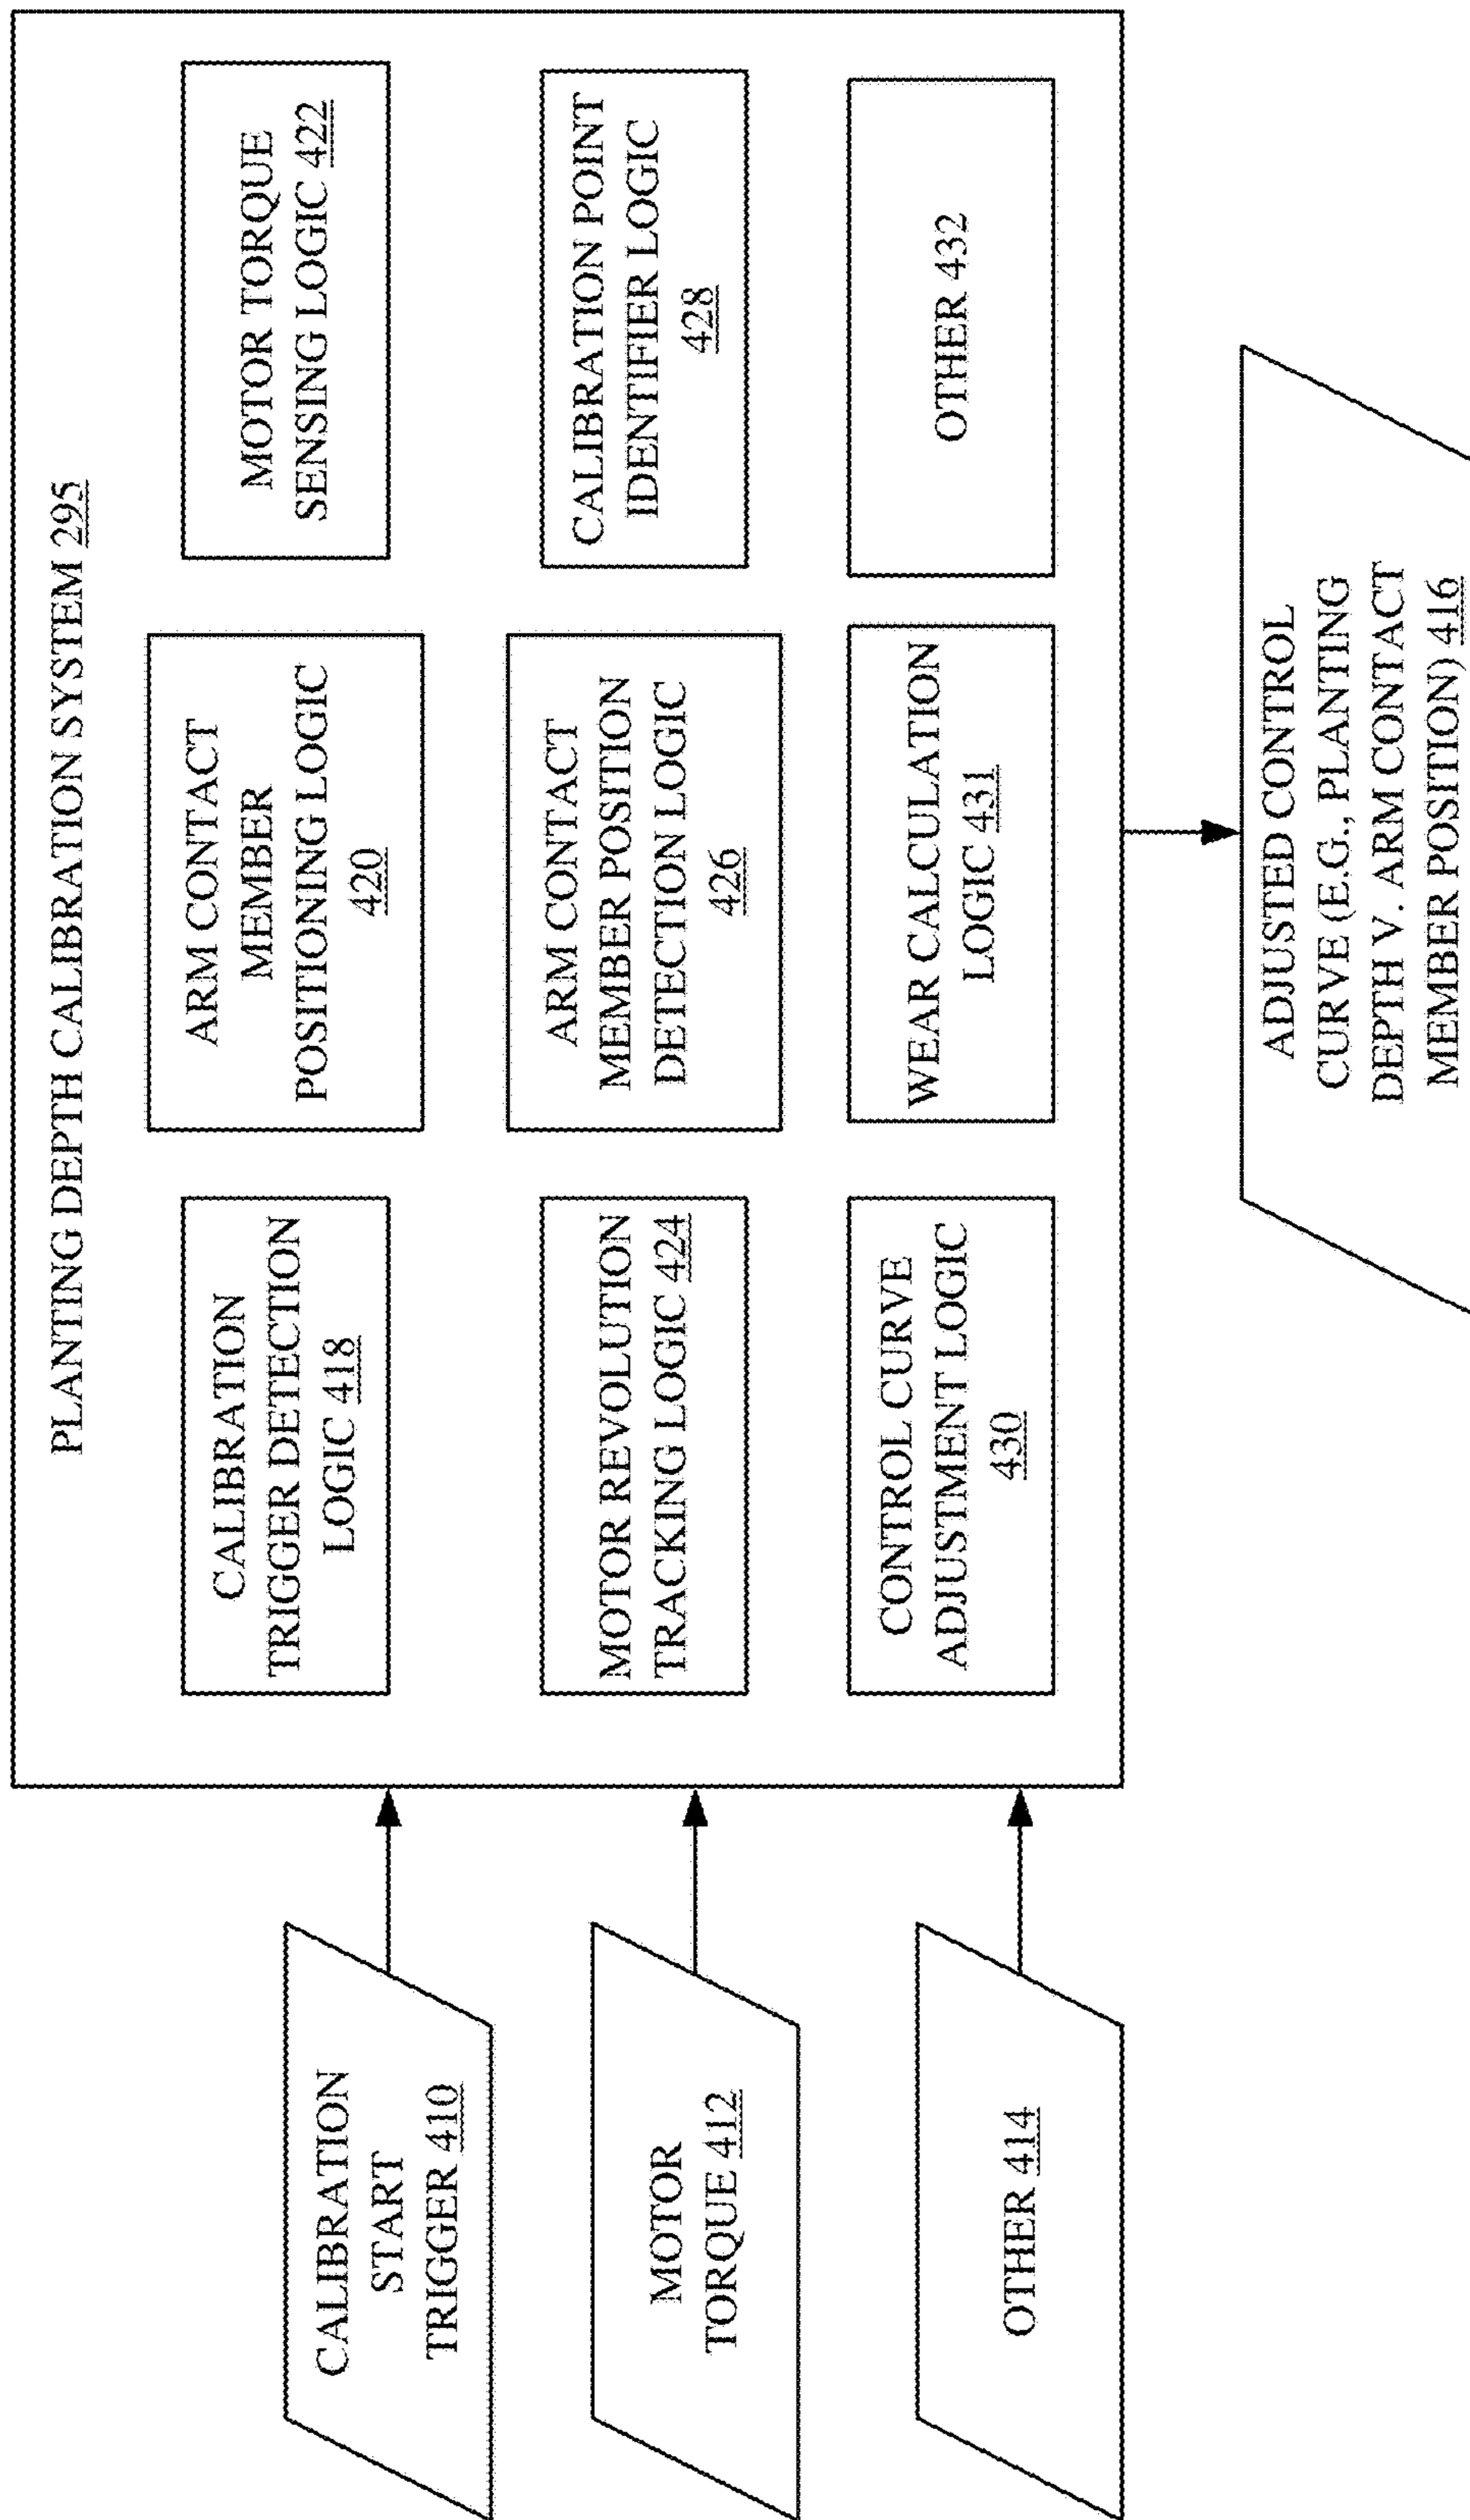 PLANTING DEPTH CALIBRATION SYSTEM 295
CALIBRATION
START
TRIGGER 410
MOTOR
TORQUE 412
OTHER 414
CALIBRATION
TRIGGER DETECTION
LOGIC 418
ARM CONTACT
MEMBER
POSITIONING LOGIC
420
MOTOR TORQUE
SENSING LOGIC 422
MOTOR REVOLUTION
TRACKING LOGIC 424
ARM CONTACT
MEMBER POSITION
DETECTION LOGIC
426
CALIBRATION POINT
IDENTIFIER LOGIC
428
CONTROL CURVE
ADJUSTMENT LOGIC
430
WEAR CALCULATION
LOGIC 431
OTHER 432
ADJUSTED CONTROL
CURVE (E.G., PLANTING
DEPTH V. ARM CONTACT
MEMBER POSITION) 416